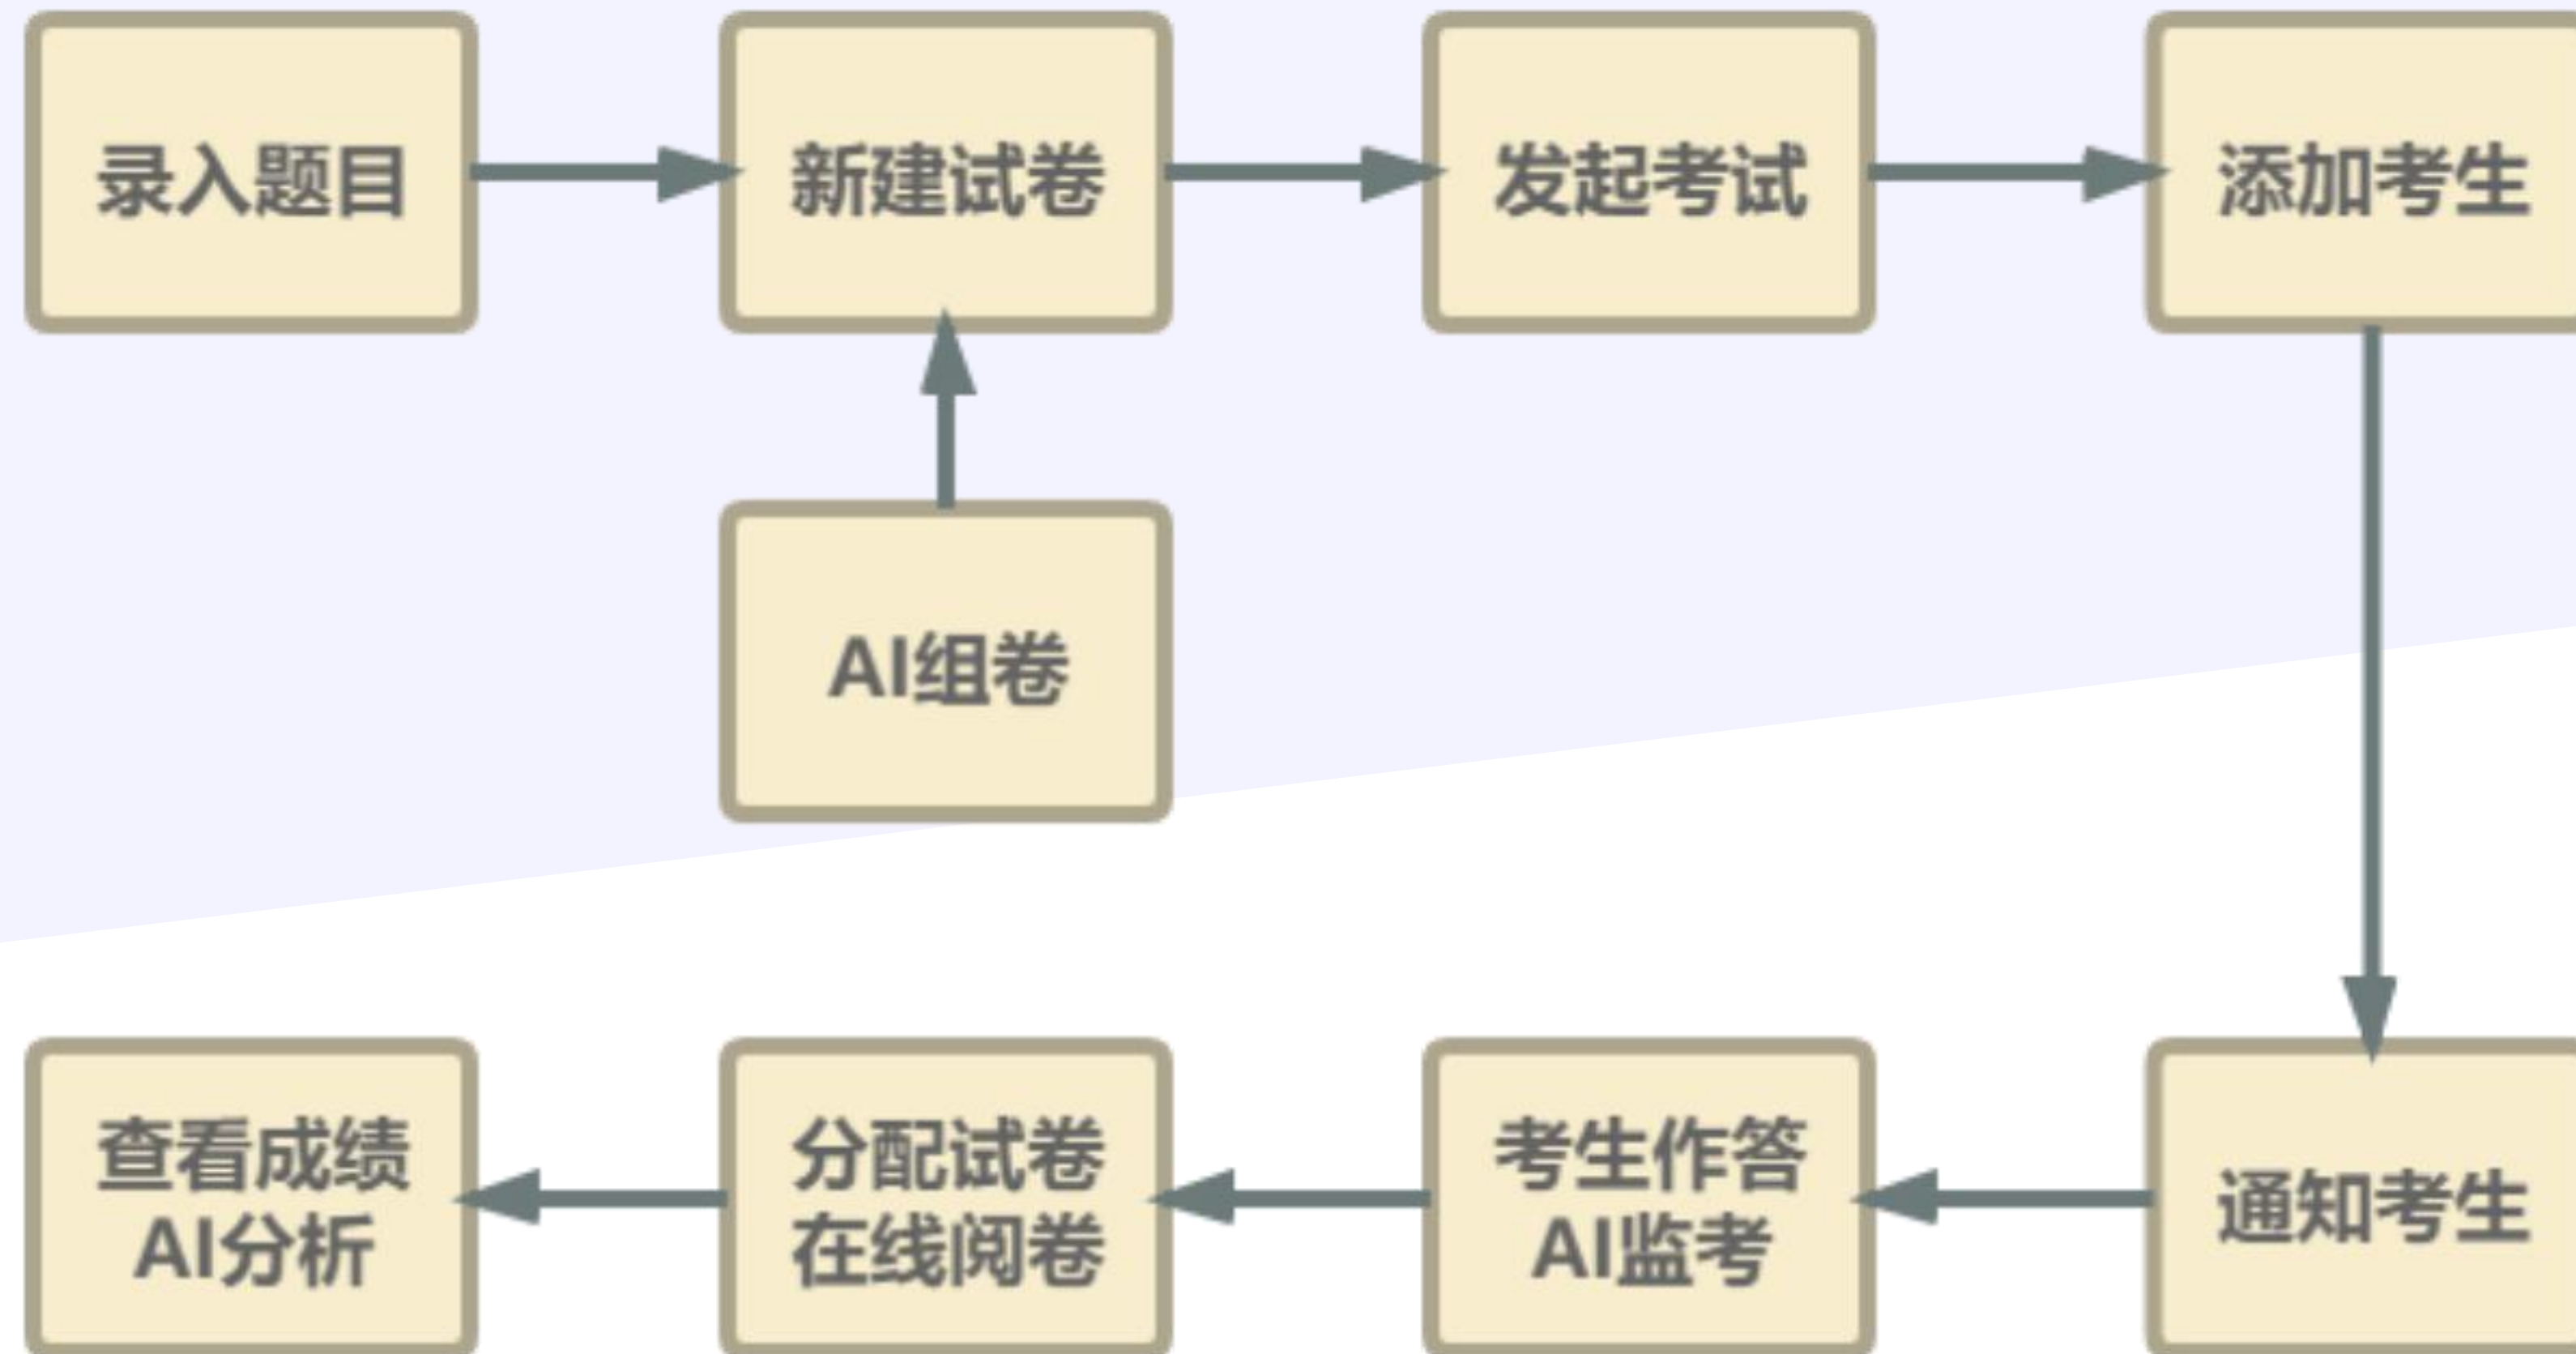 录入题目
新建试卷
发起考试
添加考生
AI组卷
查看成绩
AI分析
分配试卷
在线阅卷
考生作答
AI监考
通知考生